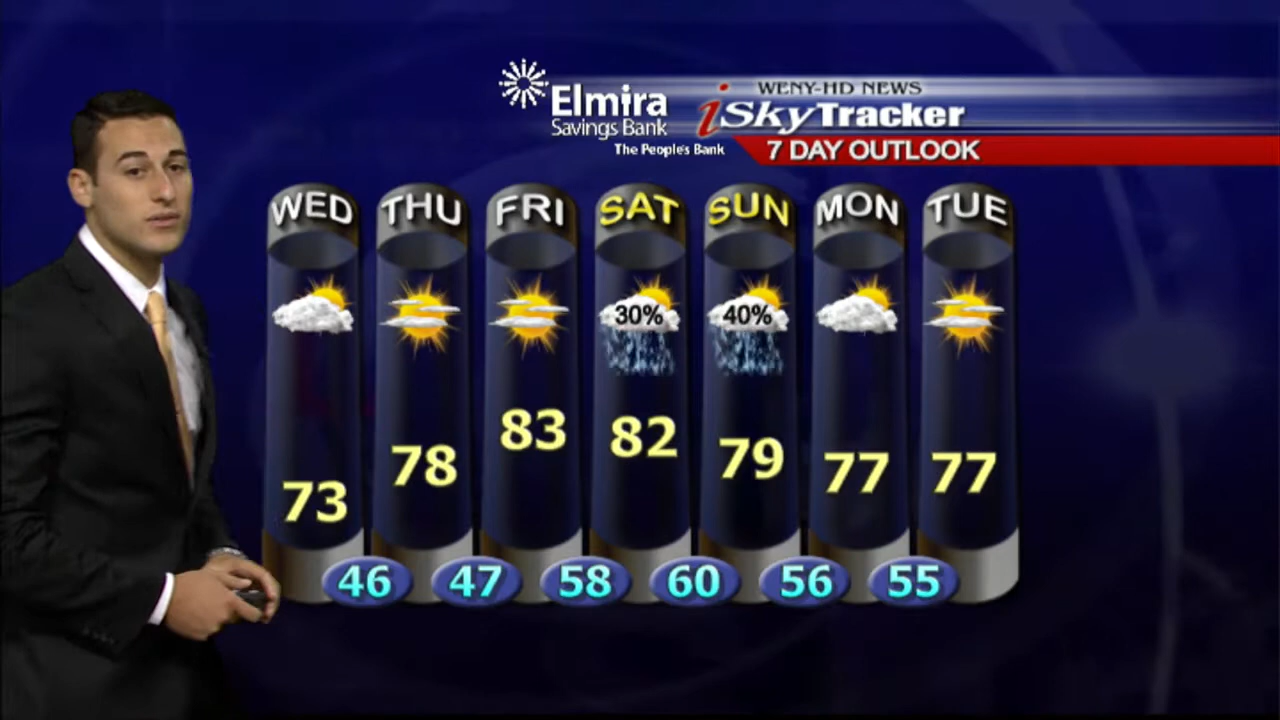 Elmira
Savings Bank
The People's Bank
WENY-HD NEWS
iSkyTracker
7 DAY OUTLOOK
WED THU FRI SAT SUN MON TUE
30% 40%
73 78 83 82 79 77 77
46 47 58 60 56 55